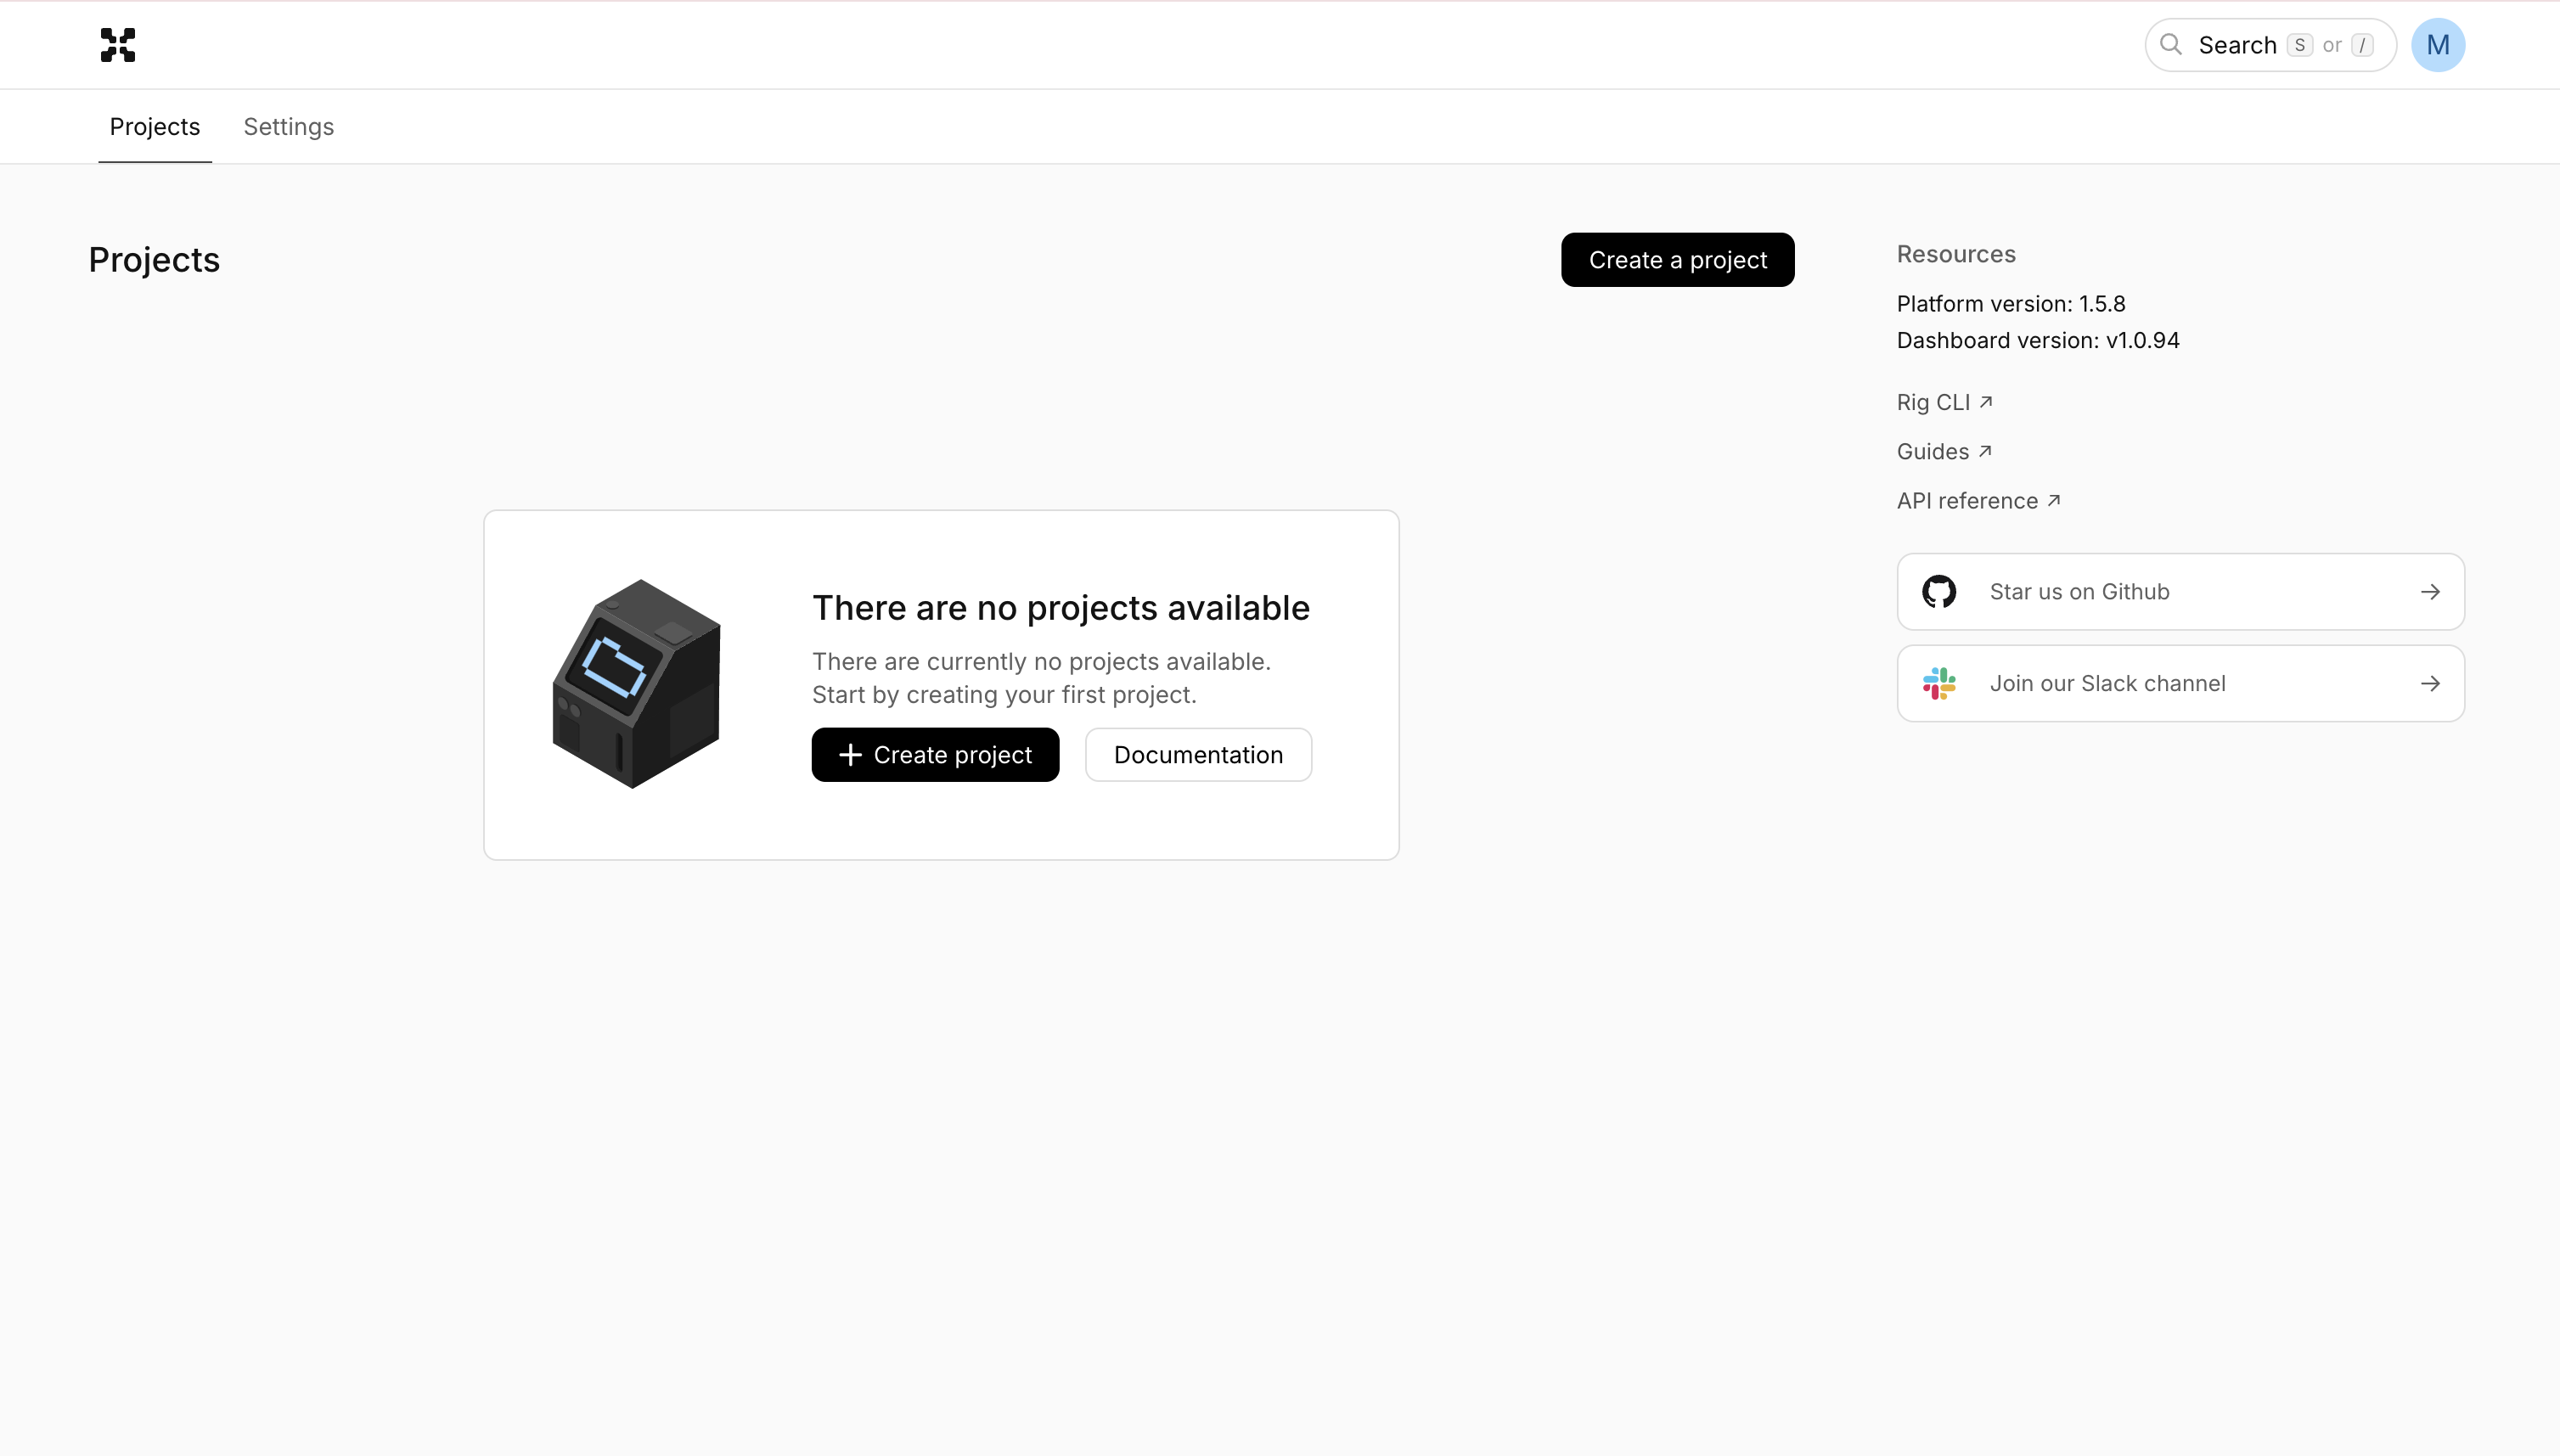 Search S or /
M
Projects
Settings
Projects
Create a project
There are no projects available
There are currently no projects available.
Start by creating your first project.
Create project
Documentation
Resources
Platform version: 1.5.8
Dashboard version: v1.0.94
Rig CLI
Guides
API reference
Star us on Github
Join our Slack channel